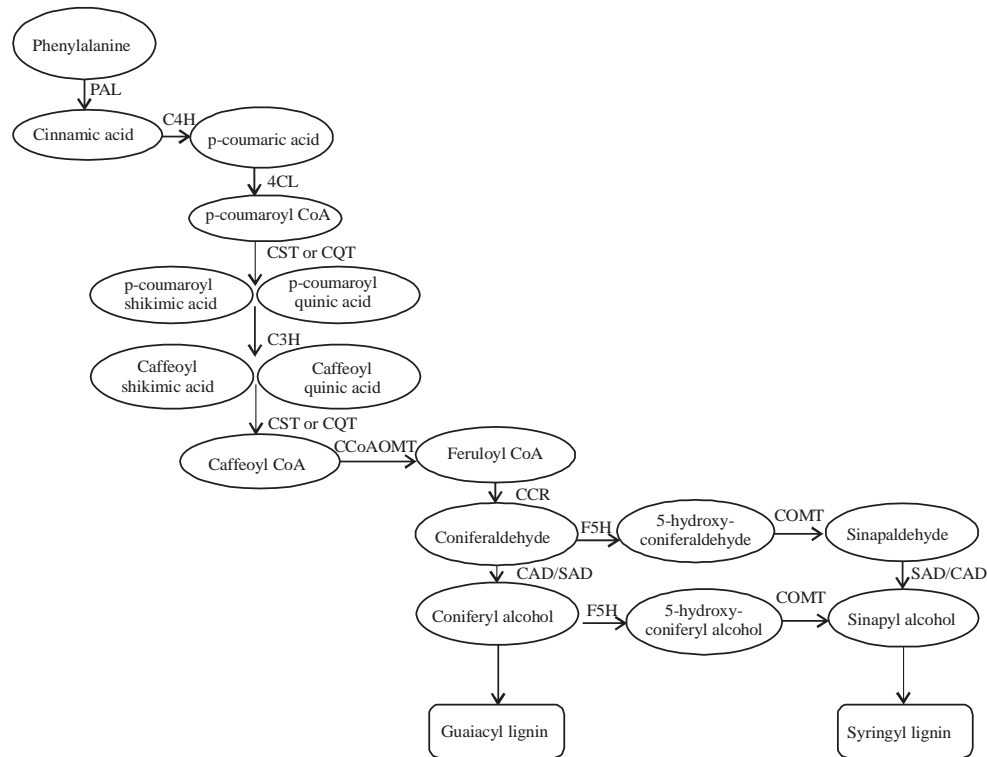 Phenylalanine
PAL
Cinnamic acid
C4H
p-coumaric acid
4CL
p-coumaroyl CoA
CST or CQT
p-coumaroyl
shikimic acid
p-coumaroyl
quinic acid
C3H
Caffeoyl
shikimic acid
Caffeoyl
quinic acid
CST or CQT
Caffeoyl CoA
CCoAOMT
Feruloyl CoA
CCR
Coniferaldehyde
F5H
5-hydroxy-
coniferaldehyde
COMT
Sinapaldehyde
CAD/SAD
SAD/CAD
Coniferyl alcohol
F5H
5-hydroxy-
coniferyl alcohol
COMT
Sinapyl alcohol
Guaiacyl lignin
Syringyl lignin